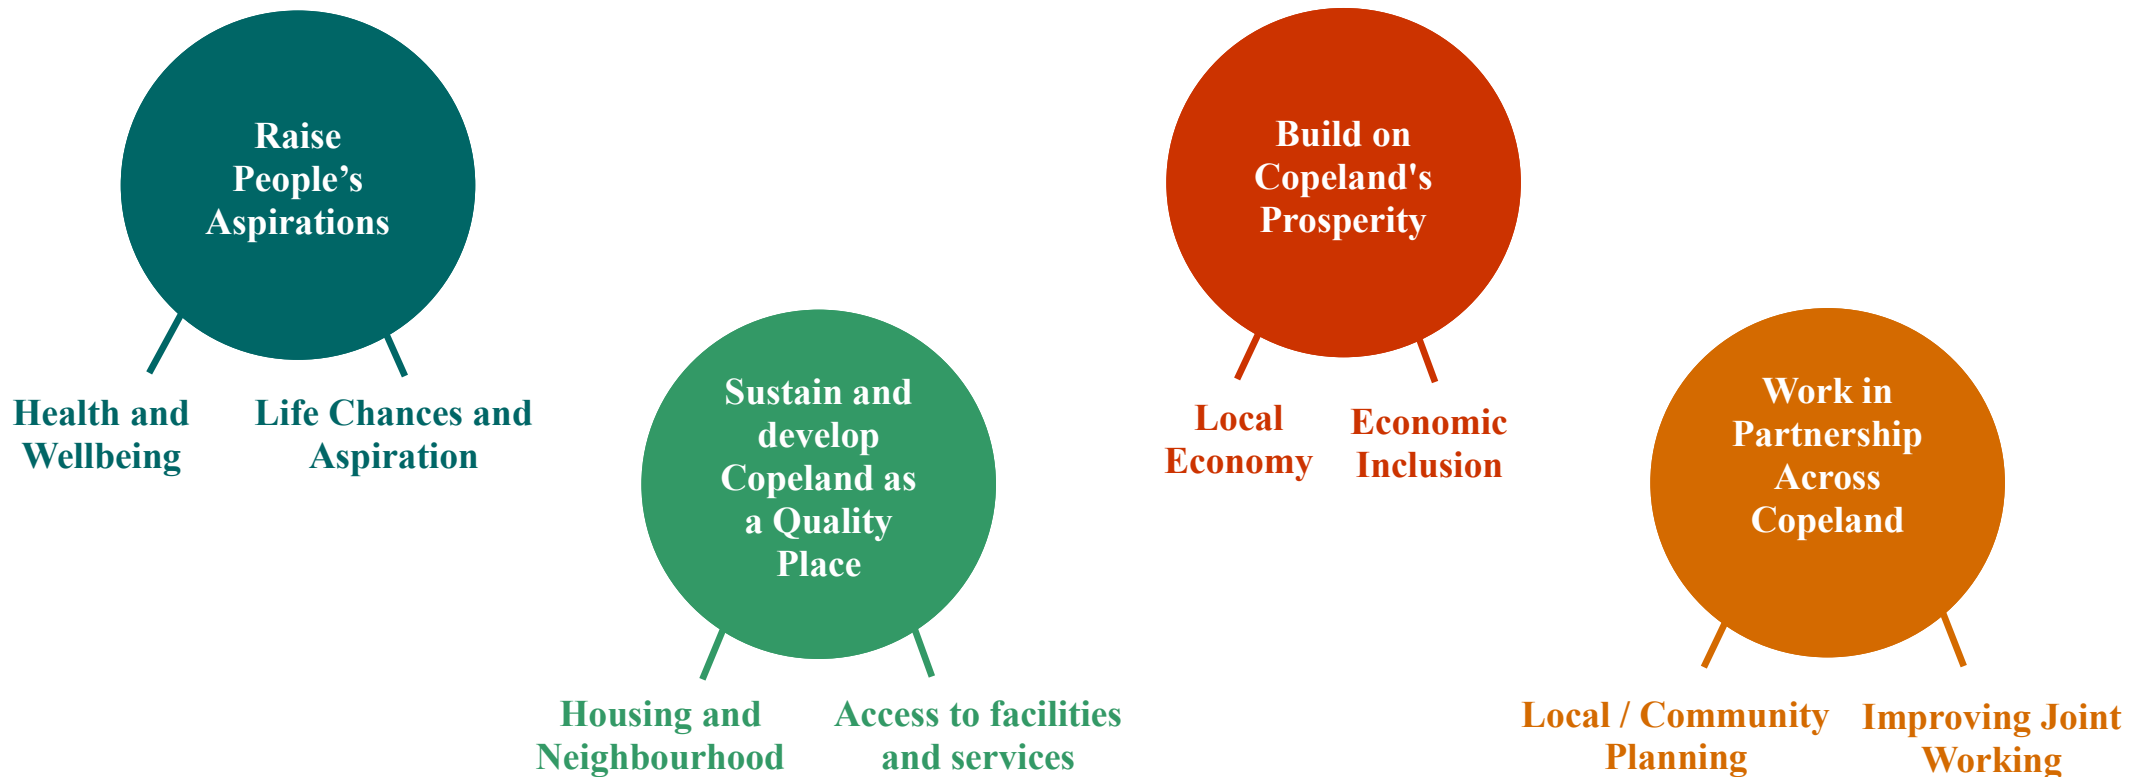 Raise
People’s
Aspirations
Health and
Wellbeing
Life Chances and
Aspiration
Sustain and
develop
Copeland as
a Quality
Place
Housing and
Neighbourhood
Access to facilities
and services
Build on
Copeland's
Prosperity
Local
Economy
Economic
Inclusion
Work in
Partnership
Across
Copeland
Local / Community
Planning
Improving Joint
Working